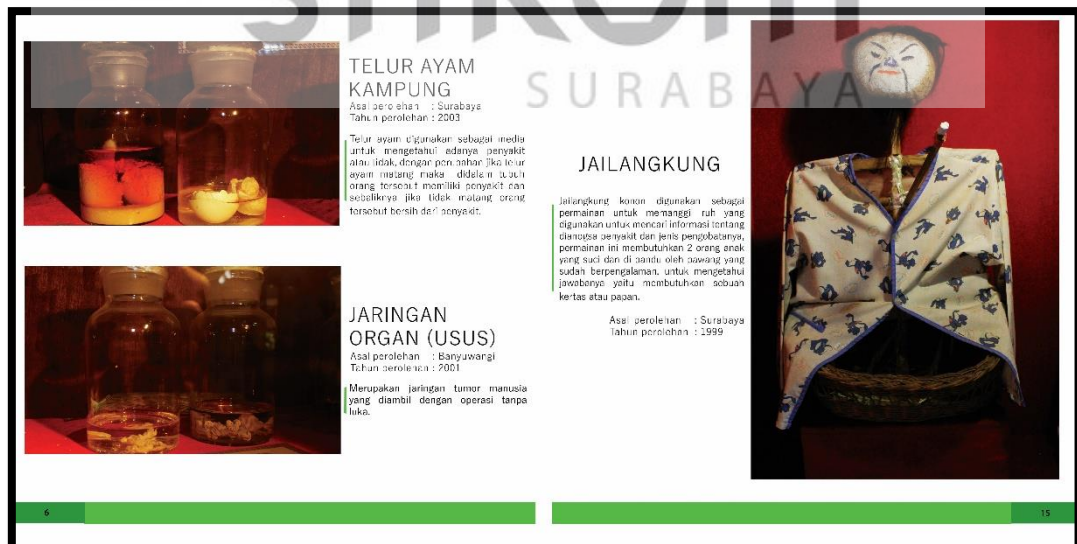 SURABAYA
TELUR AYAM
KAMPUNG
Asal perolehan : Surabaya
Tahun perolehan : 2003
Telur ayam digunakan sebagai media
untuk mengetahui adanya penyakit
atau tidak, dengan perubahan jika telur
ayam matang maka didalam tubuh
orang tersebut memiliki penyakit dan
sebaliknya jika tidak matang orang
tersebut bersih dari penyakit.
JARINGAN
ORGAN (USUS)
Asal perolehan : Banyuwangi
Tahun perolehan : 2001
Merupakan jaringan tumor manusia
yang diambil dengan operasi tanpa
luka.
6
JAILANGKUNG
Jailangkung konon digunakan sebagai
permainan untuk memanggi ruh yang
digunakan untuk mencari informasi tentang
dianogsa penyakit dan jenis pengobatanya,
permainan ini membutuhkan 2 orang anak
yang suci dan di pandu oleh pawang yang
sudah berpengalaman, untuk mengetahui
jawabanya yaitu membutuhkan sebuah
kertas atau papan.
Asal perolehan : Surabaya
Tahun perolehan : 1999
15